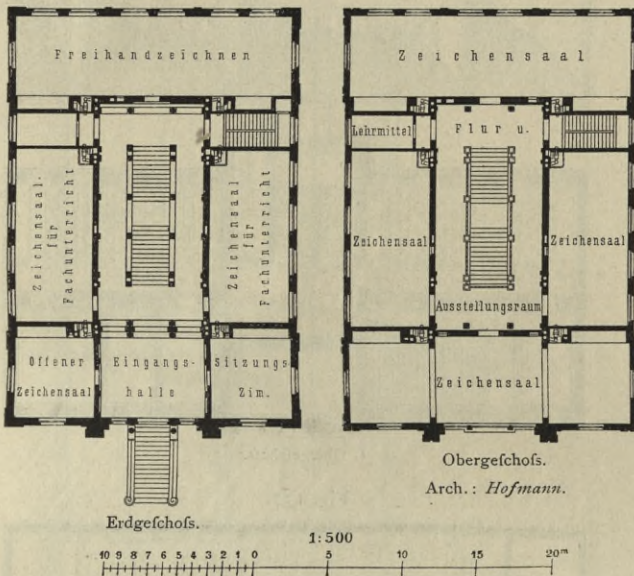 Freihandzeichnen
Zeichensaal
für
Fachunterricht
Zeichensaal
für
Fachunterricht
Offener
Zeichensaal
Eingangs-
halle
Sitzungs
Zim.
Erdgeſchoſs.
Zeichensaal
Lehrmittel
Flur u.
Zeichensaal
Zeichensaal
Ausstellungsraum
Zeichensaal
Obergeſchoſs.
Arch.: Hofmann.
1:500
10 9 8 7 6 5 4 3 2 1 0 5 10 15 20ᵐ